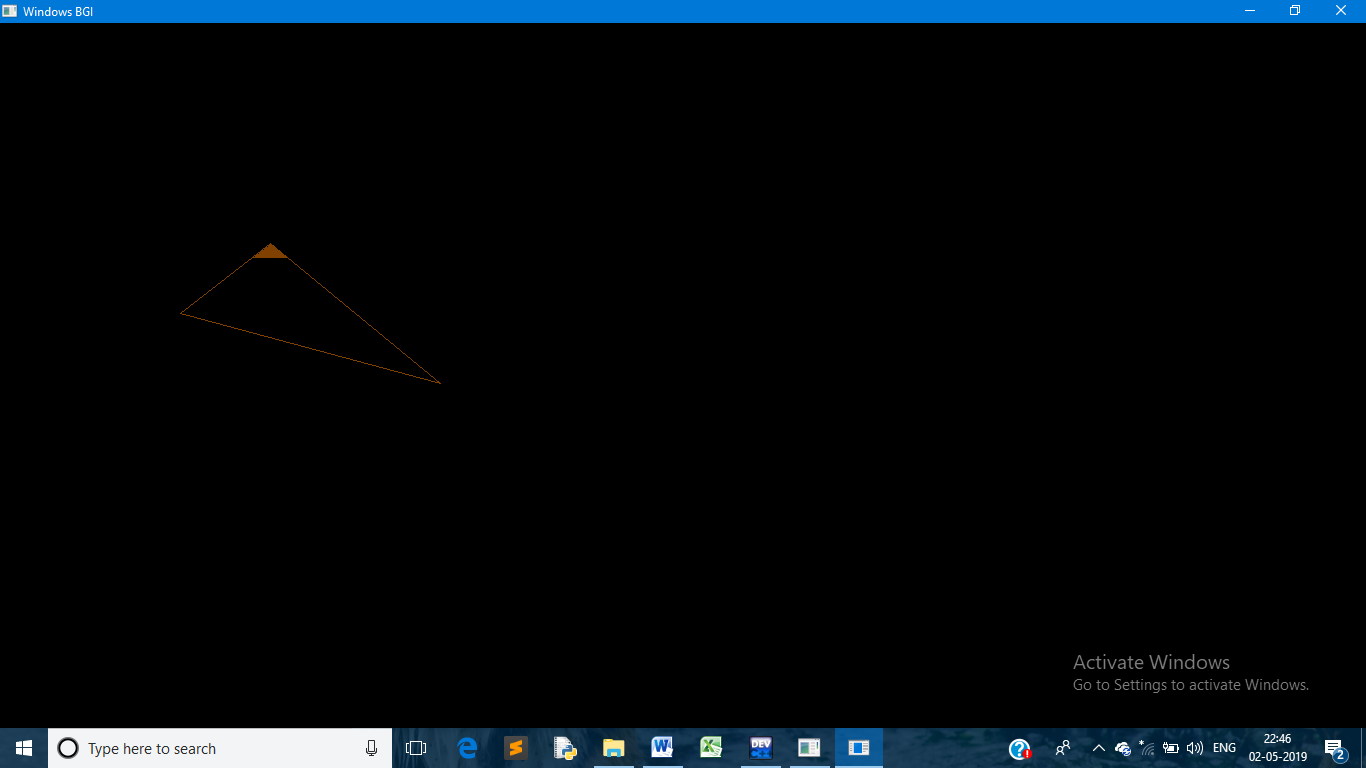 Windows BGI
Activate Windows
Go to Settings to activate Windows.
Type here to search
W
X
DEV
C++
?
!
ENG
22:46
02-05-2019
2